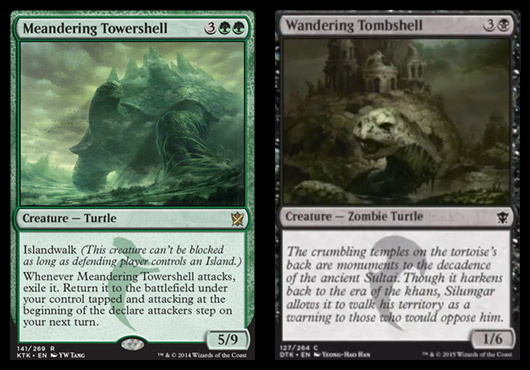 Meandering Towershell 3
Creature — Turtle
Islandwalk (This creature can't be blocked
as long as defending player controls an Island.)
Whenever Meandering Towershell attacks,
exile it. Return it to the battlefield under
your control tapped and attacking at the
beginning of the declare attackers step on
your next turn.
5/9
141/269 R
KTK • EN YW Tang
™ & © 2014 Wizards of the Coast
Wandering Tombshell 3
Creature — Zombie Turtle
The crumbling temples on the tortoise's
back are monuments to the decadence
of the ancient Sultai. Though it harkens
back to the era of the khans, Silumgar
allows it to walk his territory as a
warning to those who would oppose him.
1/6
127/264 C
DTK • EN Yeong-Hao Han
™ & © 2015 Wizards of the Coast